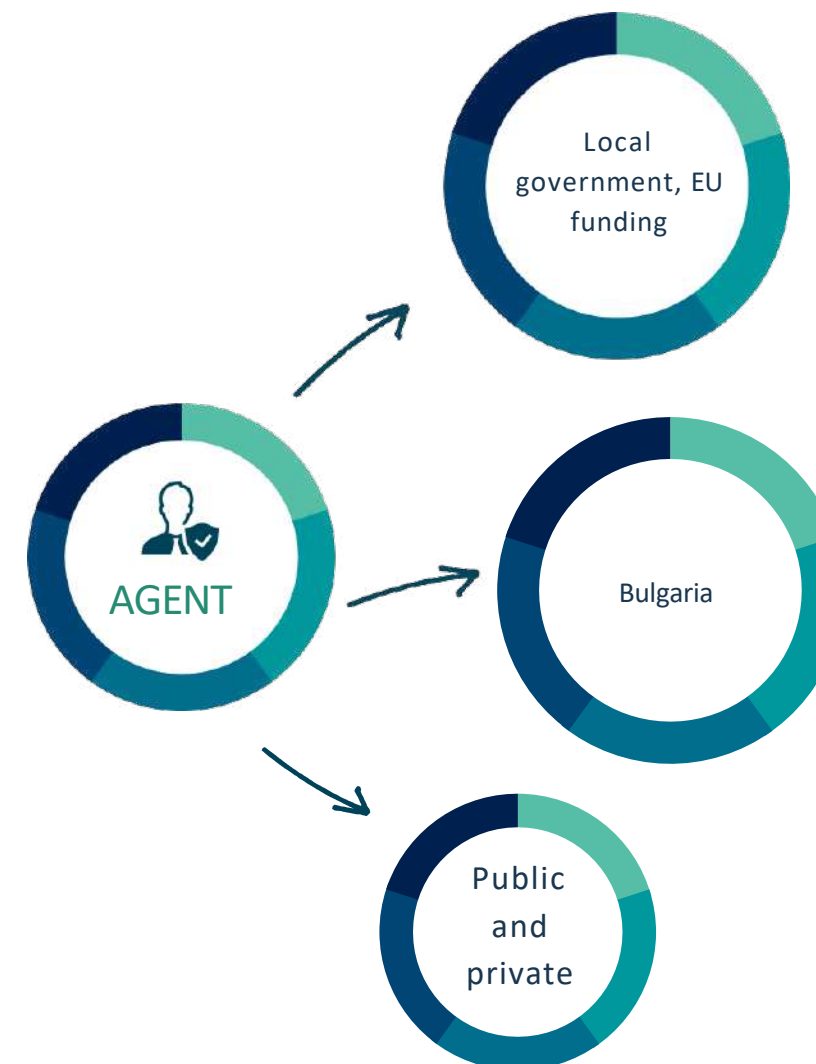 Local
government, EU
funding
AGENT
Bulgaria
Public
and
private